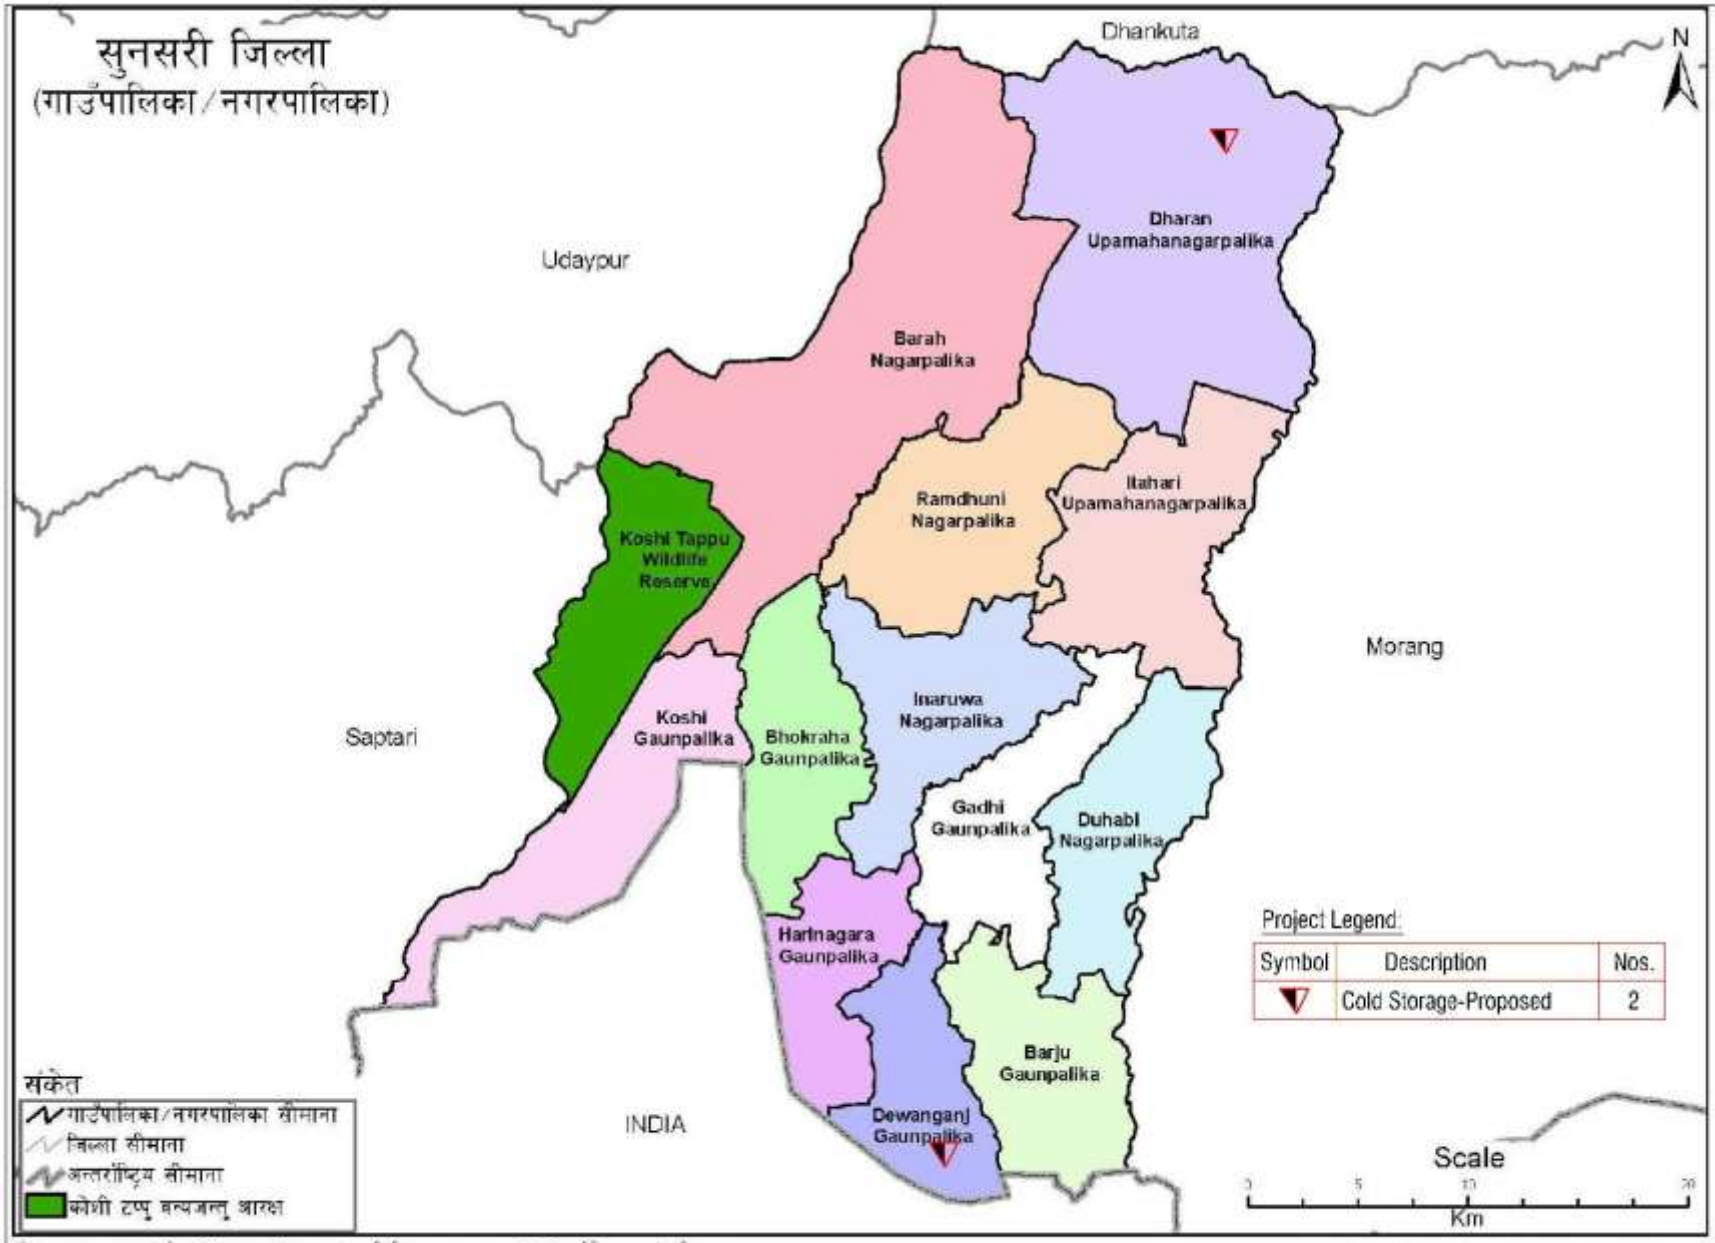 सुनसरी जिल्ला
(गाउँपालिका/नगरपालिका)
Dhankuta
N
Dharan
Upamahanagarpalika
Udaypur
Barah
Nagarpalika
Itahari
Upamahanagarpalika
Ramdhuni
Nagarpalika
Koshi Tappu
Wildlife
Reserve
Morang
Saptari
Koshi
Gaunpalika
Bhokraha
Gaunpalika
Inaruwa
Nagarpalika
Gadhi
Gaunpalika
Duhabi
Nagarpalika
Harinagara
Gaunpalika
Project Legend:
Symbol Description Nos.
Cold Storage-Proposed 2
Barju
Gaunpalika
Dewanganj
Gaunpalika
INDIA
संकेत
गाउँपालिका/नगरपालिका सीमाना
जिल्ला सीमाना
अन्तर्राष्ट्रिय सीमाना
कोशी टप्पु वन्यजन्तु आरक्ष
Scale
0 5 10 20
Km